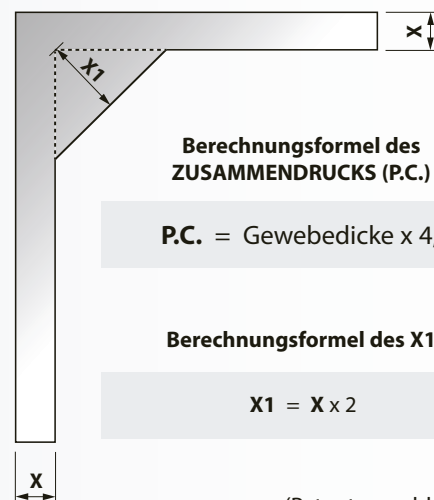 X
X1
Berechnungsformel des
ZUSAMMENDRUCKS (P.C.)
P.C. = Gewebedicke x 4,
Berechnungsformel des X1
X1 = X x 2
X